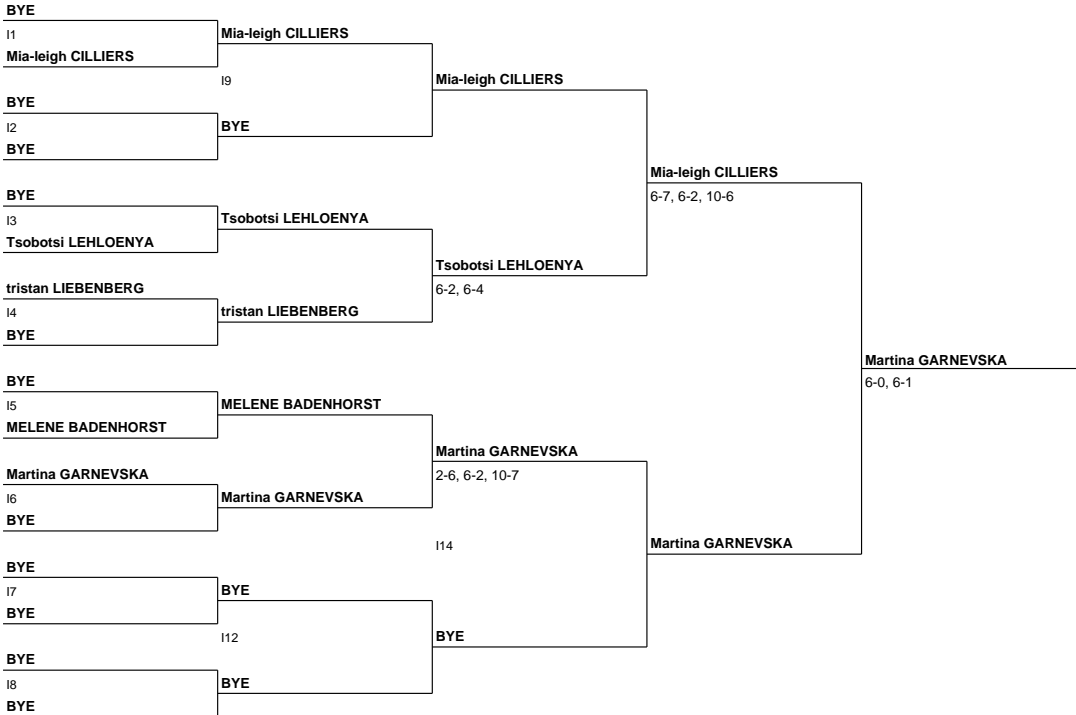 BYE
I1
Mia-leigh CILLIERS
BYE
I2
BYE
BYE
I3
Tsobotsi LEHLOENYA
tristan LIEBENBERG
I4
BYE
BYE
I5
MELENE BADENHORST
Martina GARNEVSKA
I6
BYE
BYE
I7
BYE
BYE
I8
BYE
Mia-leigh CILLIERS
I9
BYE
Tsobotsi LEHLOENYA
tristan LIEBENBERG
MELENE BADENHORST
Martina GARNEVSKA
BYE
I12
BYE
Mia-leigh CILLIERS
Tsobotsi LEHLOENYA
6-2, 6-4
Martina GARNEVSKA
2-6, 6-2, 10-7
I14
BYE
Mia-leigh CILLIERS
6-7, 6-2, 10-6
Martina GARNEVSKA
Martina GARNEVSKA
6-0, 6-1